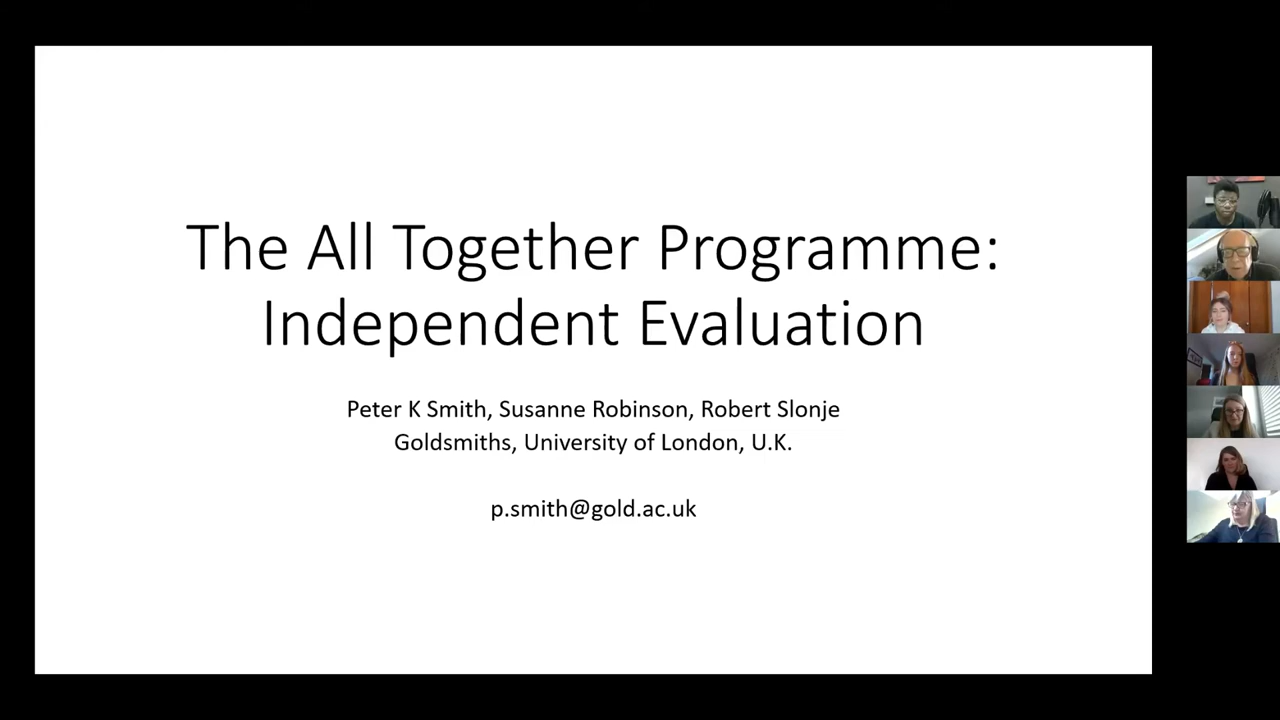 The All Together Programme:
Independent Evaluation
Peter K Smith, Susanne Robinson, Robert Slonje
Goldsmiths, University of London, U.K.
p.smith@gold.ac.uk